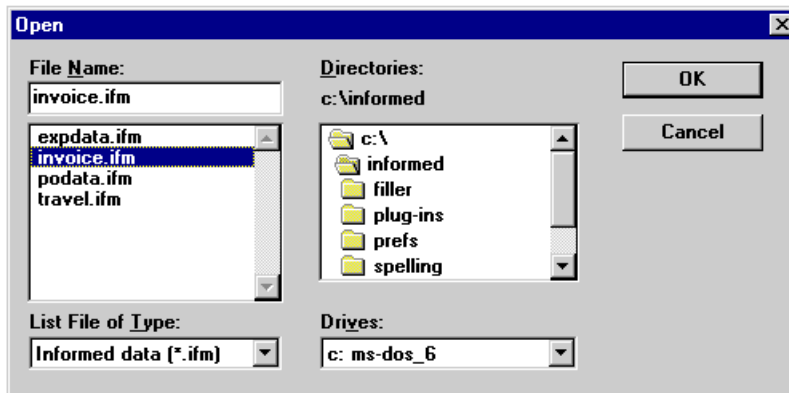 Open
File Name:
invoice.ifm
expdata.ifm
invoice.ifm
podata.ifm
travel.ifm
List File of Type:
Informed data (*.ifm)
Directories:
c:\informed
c:\
informed
filler
plug-ins
prefs
spelling
Drives:
c: ms-dos_6
OK
Cancel